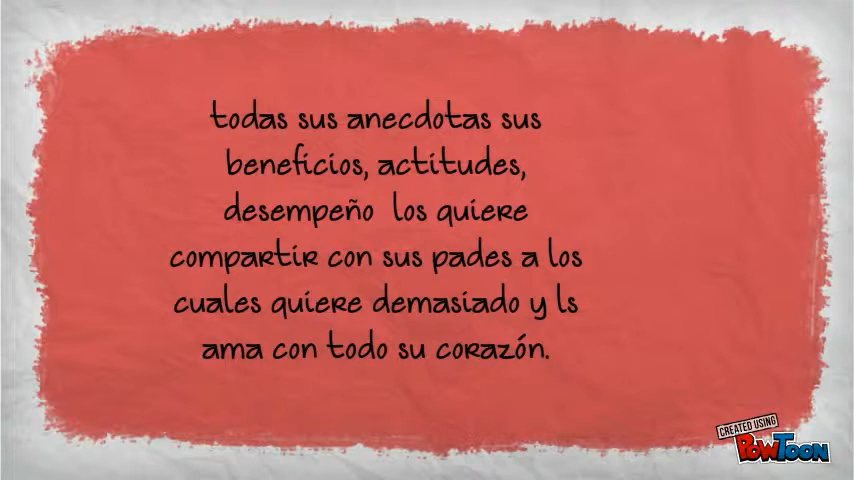 todas sus anecdotas sus
beneficios, actitudes,
desempeño los quiere
compartir con sus pades a los
cuales quiere demasiado y ls
ama con todo su corazón.
CREATED USING
POWTOON